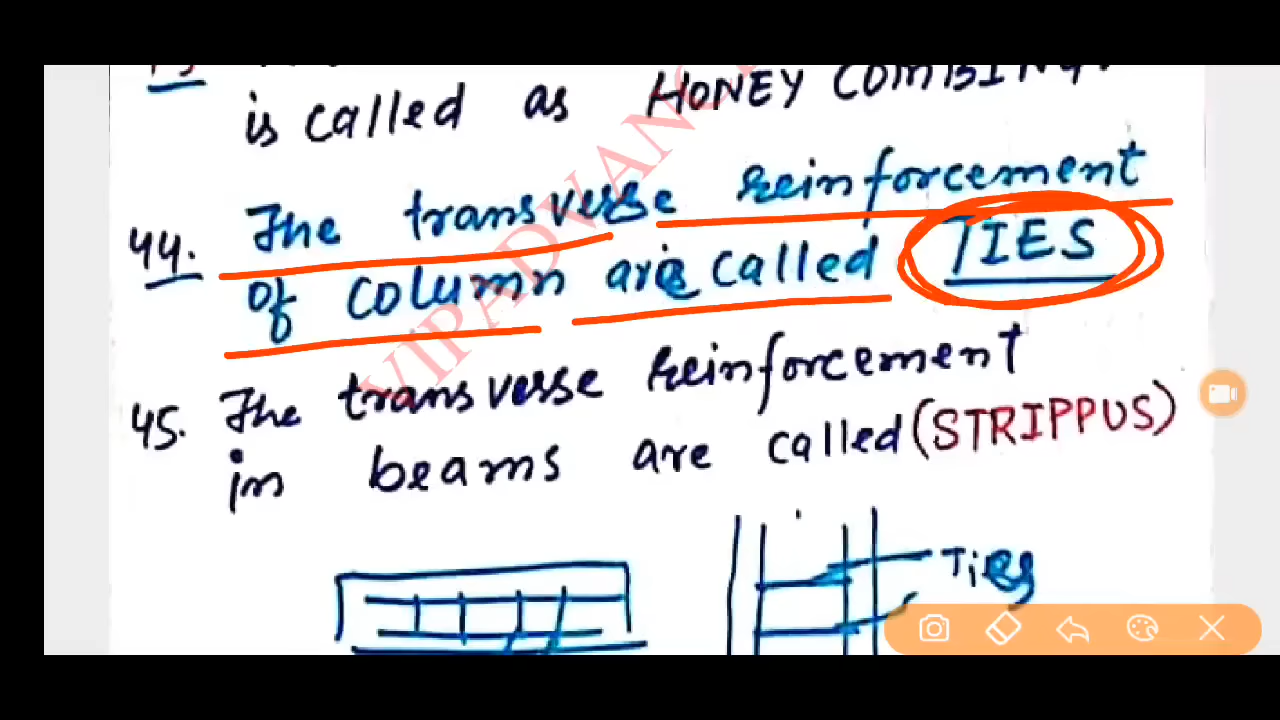 is called as HONEY COMBING.
44. The transverse reinforcement
of column are called TIES
45. The transverse reinforcement
in beams are called (STRIPPUS)
Ties
VIPADVANC